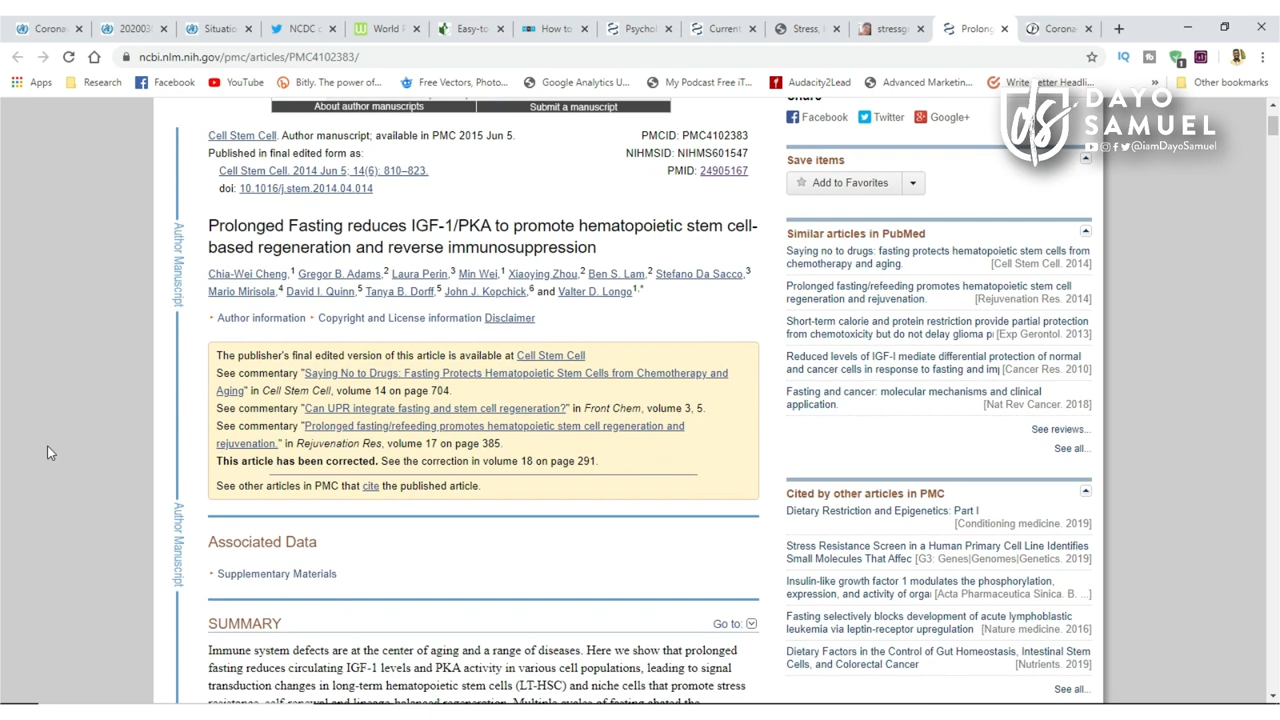 Corona
2020030
Situatio
NCDC c
World F
Easy-to
How to
Psychol
Current
Stress, I
stressg
Prolong
Corona
ncbi.nlm.nih.gov/pmc/articles/PMC4102383/
IQ
1
Apps
Research
Facebook
YouTube
Bitly. The power of...
Free Vectors, Photo...
Google Analytics U...
My Podcast Free iT...
Audacity2Lead
Advanced Marketin...
Other bookmarks
DAYO
SAMUEL
@iamDayoSamuel
About author manuscripts
Submit a manuscript
Facebook
Twitter
Google+
Cell Stem Cell. Author manuscript; available in PMC 2015 Jun 5.
PMCID: PMC4102383
Published in final edited form as:
NIHMSID: NIHMS601547
Cell Stem Cell. 2014 Jun 5; 14(6): 810–823.
PMID: 24905167
doi: 10.1016/j.stem.2014.04.014
Prolonged Fasting reduces IGF-1/PKA to promote hematopoietic stem cell-
based regeneration and reverse immunosuppression
Chia-Wei Cheng,1 Gregor B.Adams,2 Laura Perin,3 Min Wei,1 Xiaoying Zhou,2 Ben S. Lam,2 Stefano Da Sacco,3
Mario Mirisola,4 David I. Quinn,5 Tanya B. Dorff,5 John J. Kopchick,6 and Valter D. Longo1,*
Author information
Copyright and License information Disclaimer
The publisher's final edited version of this article is available at Cell Stem Cell
See commentary "Saying No to Drugs: Fasting Protects Hematopoietic Stem Cells from Chemotherapy and
Aging" in Cell Stem Cell, volume 14 on page 704.
See commentary "Can UPR integrate fasting and stem cell regeneration?" in Front Chem, volume 3, 5.
See commentary "Prolonged fasting/refeeding promotes hematopoietic stem cell regeneration and
rejuvenation." in Rejuvenation Res, volume 17 on page 385.
This article has been corrected. See the correction in volume 18 on page 291.
See other articles in PMC that cite the published article.
Associated Data
Supplementary Materials
SUMMARY
Go to:
Immune system defects are at the center of aging and a range of diseases. Here we show that prolonged
fasting reduces circulating IGF-1 levels and PKA activity in various cell populations, leading to signal
transduction changes in long-term hematopoietic stem cells (LT-HSC) and niche cells that promote stress
resistance, self-renewal and lineage-balanced regeneration. Multiple cycles of fasting abated the
Author Manuscript
Author Manuscript
Share
Save items
Add to Favorites
Similar articles in PubMed
Saying no to drugs: fasting protects hematopoietic stem cells from
chemotherapy and aging. [Cell Stem Cell. 2014]
Prolonged fasting/refeeding promotes hematopoietic stem cell
regeneration and rejuvenation. [Rejuvenation Res. 2014]
Short-term calorie and protein restriction provide partial protection
from chemotoxicity but do not delay glioma p [Exp Gerontol. 2013]
Reduced levels of IGF-I mediate differential protection of normal
and cancer cells in response to fasting and im [Cancer Res. 2010]
Fasting and cancer: molecular mechanisms and clinical
application. [Nat Rev Cancer. 2018]
See reviews...
See all...
Cited by other articles in PMC
Dietary Restriction and Epigenetics: Part I
[Conditioning medicine. 2019]
Stress Resistance Screen in a Human Primary Cell Line Identifies
Small Molecules That Affec [G3: Genes|Genomes|Genetics. 2019]
Insulin-like growth factor 1 modulates the phosphorylation,
expression, and activity of orga [Acta Pharmaceutica Sinica. B. ...]
Fasting selectively blocks development of acute lymphoblastic
leukemia via leptin-receptor upregulation [Nature medicine. 2016]
Dietary Factors in the Control of Gut Homeostasis, Intestinal Stem
Cells, and Colorectal Cancer [Nutrients. 2019]
See all...